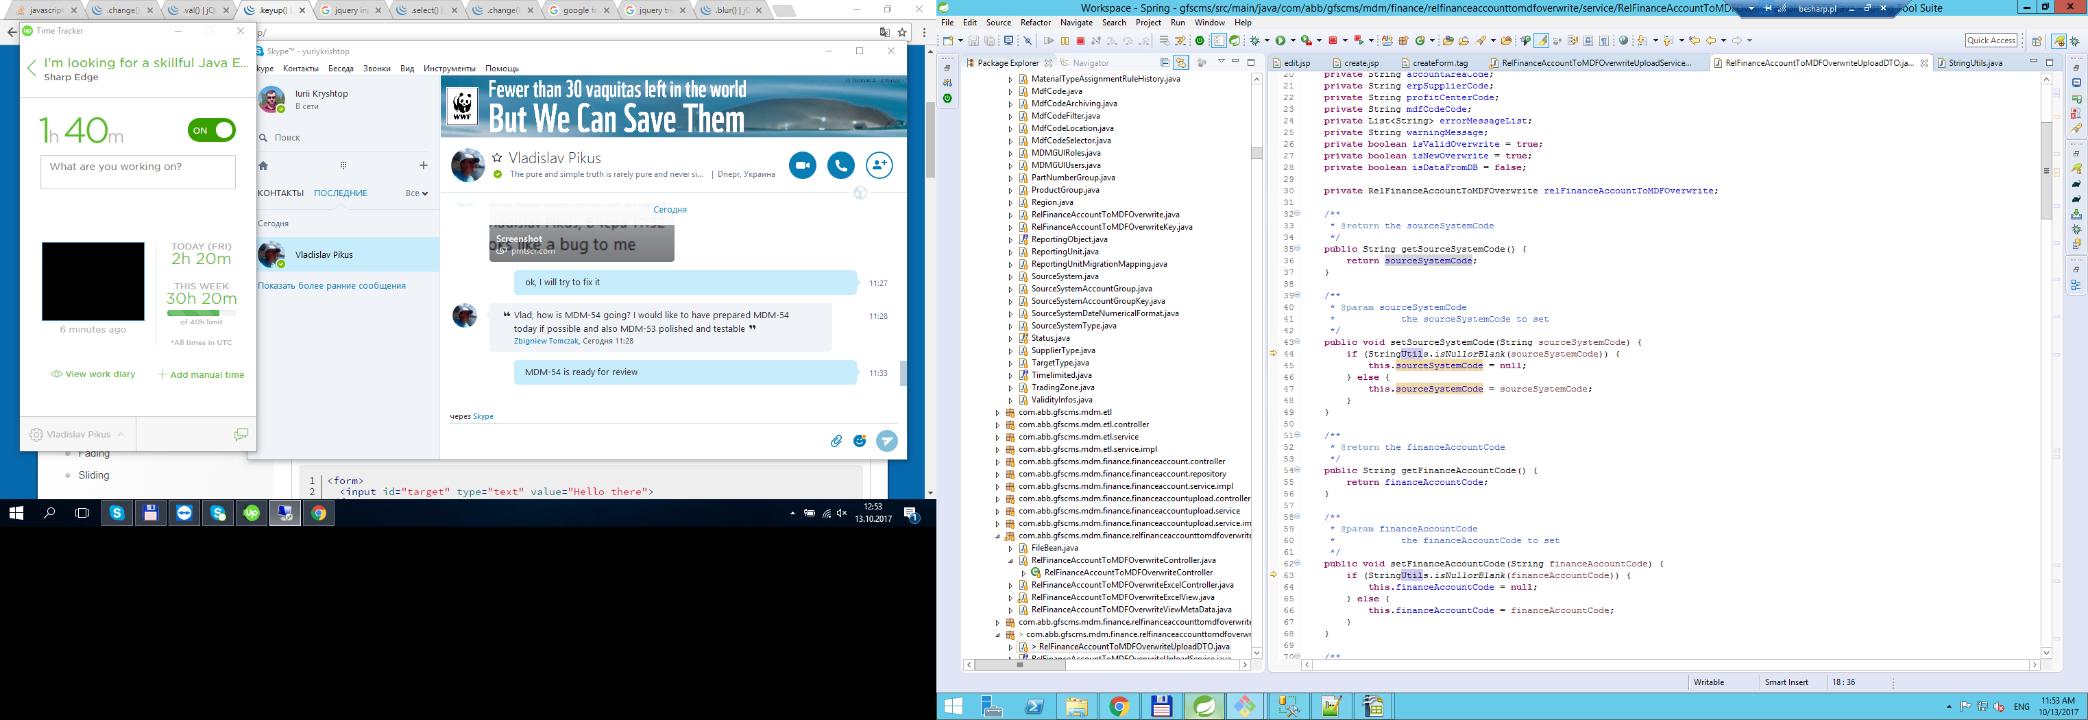 javascript
.change()
.val() | jQ
.keyup() |
jquery in
.select() |
.change(
google ta
jquery tri
.blur() | jC
Time Tracker
I'm looking for a skillful Java E...
Sharp Edge
1h 40m
ON
What are you working on?
6 minutes ago
TODAY (FRI)
2h 20m
THIS WEEK
30h 20m
of 40h limit
*All times in UTC
View work diary
Add manual time
Vladislav Pikus
Skype™ - yuriykrishtop
kype Контакты Беседа Звонки Вид Инструменты Помощь
Iurii Kryshtop
В сети
Поиск
КОНТАКТЫ ПОСЛЕДНИЕ Все
Сегодня
Vladislav Pikus
Показать более ранние сообщения
WWF
Fewer than 30 vaquitas left in the world
But We Can Save Them
Vladislav Pikus
The pure and simple truth is rarely pure and never si... | Dnepr, Украина
Сегодня
Screenshot
prntscr.com
oks like a bug to me
ok, I will try to fix it
11:27
❝ Vlad, how is MDM-54 going? I would like to have prepared MDM-54
today if possible and also MDM-53 polished and testable ❞
Zbigniew Tomczak, Сегодня 11:28
11:28
MDM-54 is ready for review
11:33
через Skype
Fading
Sliding
1 <form>
2 <input id="target" type="text" value="Hello there">
12:53
13.10.2017
Workspace - Spring - gfscms/src/main/java/com/abb/gfscms/mdm/finance/relfinanceaccounttomdfoverwrite/service/RelFinanceAccountToMD
besharp.pl
ool Suite
File Edit Source Refactor Navigate Search Project Run Window Help
Quick Access
Package Explorer
Navigator
MaterialTypeAssignmentRuleHistory.java
MdfCode.java
MdfCodeArchiving.java
MdfCodeFilter.java
MdfCodeLocation.java
MdfCodeSelector.java
MDMGUIRoles.java
MDMGUIUsers.java
PartNumberGroup.java
ProductGroup.java
Region.java
RelFinanceAccountToMDFOverwrite.java
RelFinanceAccountToMDFOverwriteKey.java
ReportingObject.java
ReportingUnit.java
ReportingUnitMigrationMapping.java
SourceSystem.java
SourceSystemAccountGroup.java
SourceSystemAccountGroupKey.java
SourceSystemDateNumericalFormat.java
SourceSystemType.java
Status.java
SupplierType.java
TargetType.java
Timelimited.java
TradingZone.java
ValidityInfos.java
com.abb.gfscms.mdm.etl
com.abb.gfscms.mdm.etl.controller
com.abb.gfscms.mdm.etl.service
com.abb.gfscms.mdm.etl.service.impl
com.abb.gfscms.mdm.finance.financeaccount.controller
com.abb.gfscms.mdm.finance.financeaccount.repository
com.abb.gfscms.mdm.finance.financeaccount.service.impl
com.abb.gfscms.mdm.finance.financeaccountupload.controller
com.abb.gfscms.mdm.finance.financeaccountupload.service
com.abb.gfscms.mdm.finance.financeaccountupload.service.im
com.abb.gfscms.mdm.finance.relfinanceaccounttomdfoverwrite
FileBean.java
RelFinanceAccountToMDFOverwriteController.java
RelFinanceAccountToMDFOverwriteController
RelFinanceAccountToMDFOverwriteExcelController.java
RelFinanceAccountToMDFOverwriteExcelView.java
RelFinanceAccountToMDFOverwriteViewMetaData.java
com.abb.gfscms.mdm.finance.relfinanceaccounttomdfoverwrite
> com.abb.gfscms.mdm.finance.relfinanceaccounttomdfoverwr
> RelFinanceAccountToMDFOverwriteUploadDTO.java
RelFinanceAccountToMDFOverwriteUploadService.java
edit.jsp
create.jsp
createForm.tag
RelFinanceAccountToMDFOverwriteUploadService...
RelFinanceAccountToMDFOverwriteUploadDTO.ja...
StringUtils.java
20 private String accountAreaCode;
21 private String erpSupplierCode;
22 private String profitCenterCode;
23 private String mdfCodeCode;
24 private List<String> errorMessageList;
25 private String warningMessage;
26 private boolean isValidOverwrite = true;
27 private boolean isNewOverwrite = true;
28 private boolean isDataFromDB = false;
29
30 private RelFinanceAccountToMDFOverwrite relFinanceAccountToMDFOverwrite;
31
32 /**
33 * @return the sourceSystemCode
34 */
35 public String getSourceSystemCode() {
36 return sourceSystemCode;
37 }
38
39 /**
40 * @param sourceSystemCode
41 * the sourceSystemCode to set
42 */
43 public void setSourceSystemCode(String sourceSystemCode) {
44 if (StringUtils.isNullorBlank(sourceSystemCode)) {
45 this.sourceSystemCode = null;
46 } else {
47 this.sourceSystemCode = sourceSystemCode;
48 }
49 }
50
51 /**
52 * @return the financeAccountCode
53 */
54 public String getFinanceAccountCode() {
55 return financeAccountCode;
56 }
57
58 /**
59 * @param financeAccountCode
60 * the financeAccountCode to set
61 */
62 public void setFinanceAccountCode(String financeAccountCode) {
63 if (StringUtils.isNullorBlank(financeAccountCode)) {
64 this.financeAccountCode = null;
65 } else {
66 this.financeAccountCode = financeAccountCode;
67 }
68 }
69
70 /**
Writable
Smart Insert
18 : 36
ENG
11:53 AM
10/13/2017